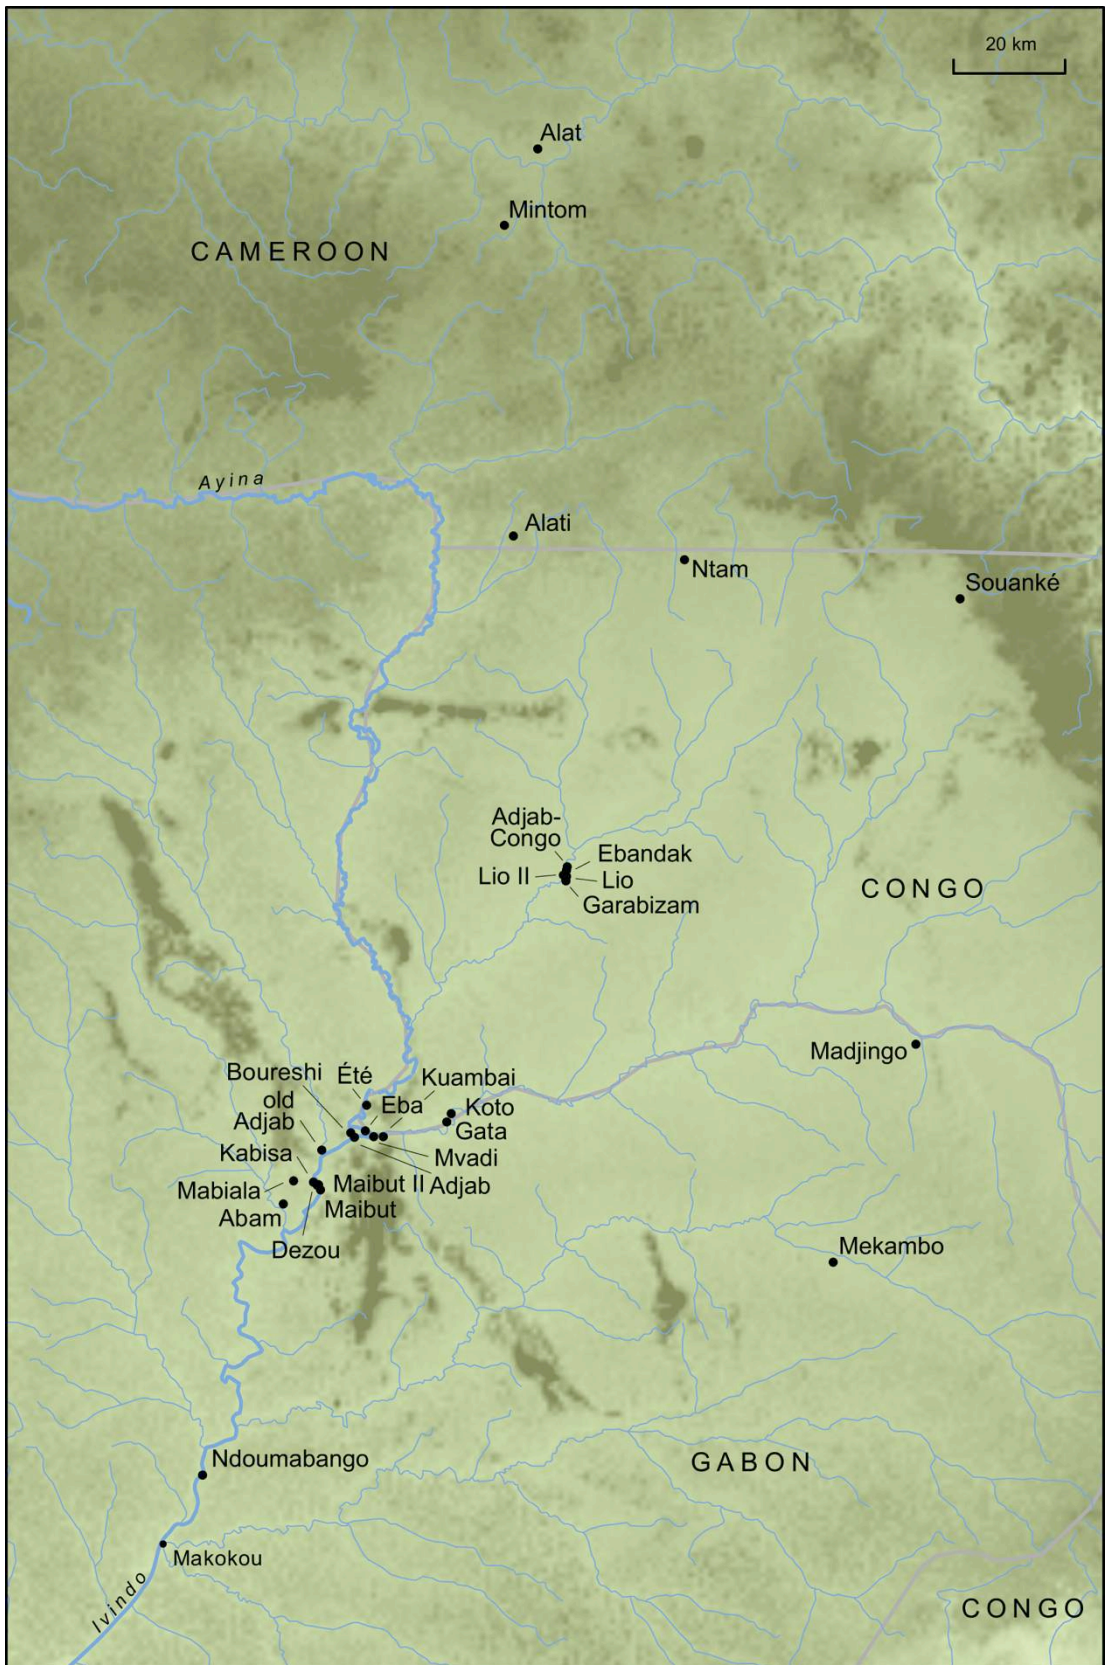 20 km
Alat
Mintom
CAMEROON
Ayina
Alati
Ntam
Souanké
Adjab-
Congo
Ebandak
Lio II
Lio
Garabizam
CONGO
Madjingo
Boureshi
Été
Kuambai
old
Adjab
Eba
Koto
Gata
Kabisa
Mvadi
Mabiala
Maibut II
Adjab
Maibut
Abam
Dezou
Mekambo
Ndoumabango
GABON
Makokou
Ivindo
CONGO